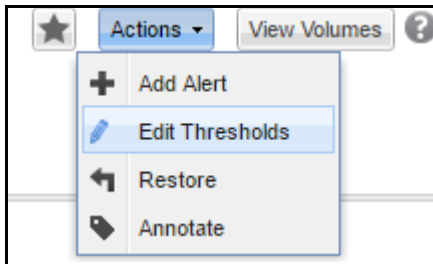 Actions View Volumes ?
Add Alert
Edit Thresholds
Restore
Annotate